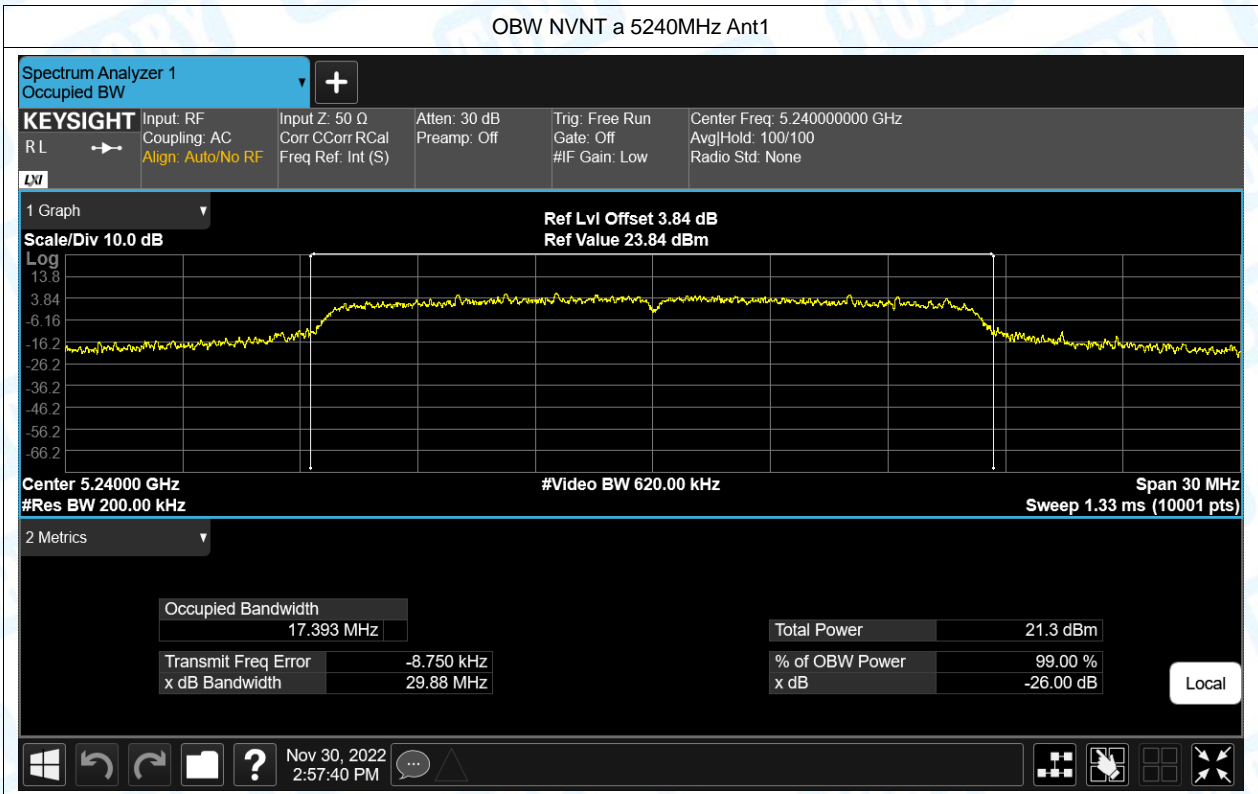 OBW NVNT a 5240MHz Ant1
Spectrum Analyzer 1
Occupied BW
KEYSIGHT
RL
LXI
Input: RF
Coupling: AC
Align: Auto/No RF
Input Z: 50 Ω
Corr CCorr RCal
Freq Ref: Int (S)
Atten: 30 dB
Preamp: Off
Trig: Free Run
Gate: Off
#IF Gain: Low
Center Freq: 5.240000000 GHz
Avg|Hold: 100/100
Radio Std: None
1 Graph
Scale/Div 10.0 dB
Ref Lvl Offset 3.84 dB
Ref Value 23.84 dBm
Log
13.8
3.84
-6.16
-16.2
-26.2
-36.2
-46.2
-56.2
-66.2
Center 5.24000 GHz
#Video BW 620.00 kHz
Span 30 MHz
#Res BW 200.00 kHz
Sweep 1.33 ms (10001 pts)
2 Metrics
Occupied Bandwidth
17.393 MHz
Total Power 21.3 dBm
Transmit Freq Error -8.750 kHz
% of OBW Power 99.00 %
x dB Bandwidth 29.88 MHz
x dB -26.00 dB
Local
Nov 30, 2022
2:57:40 PM